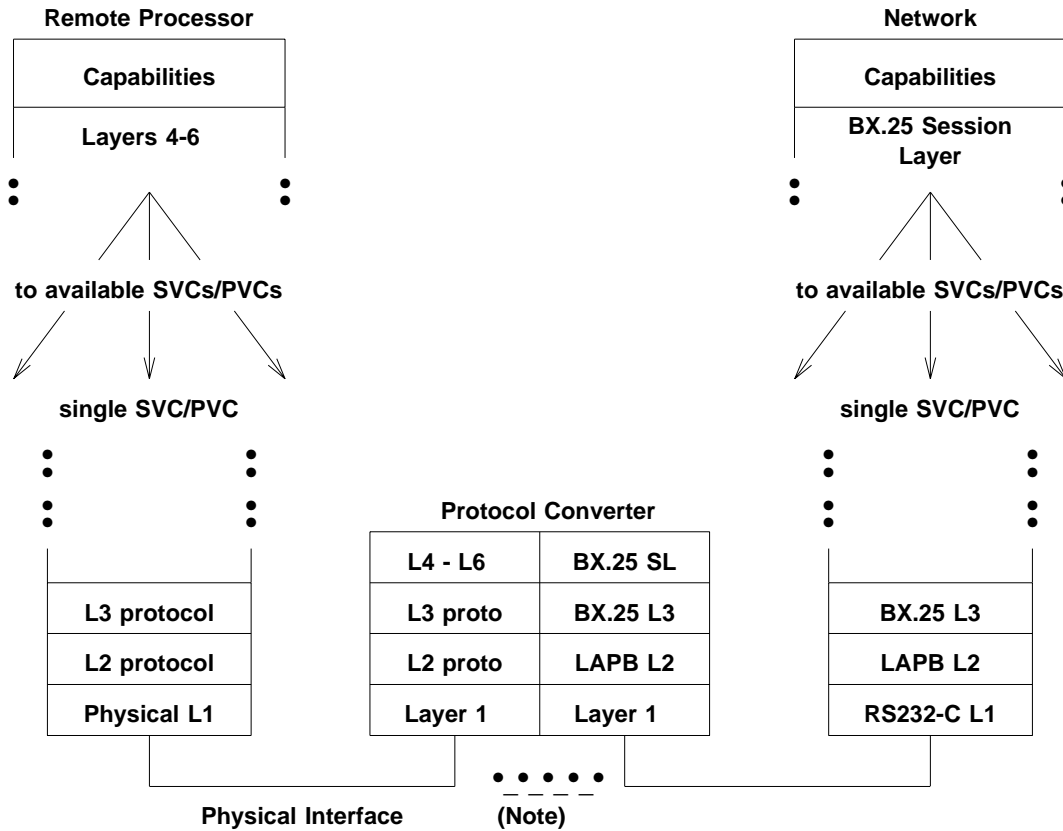 Remote Processor
Capabilities
Layers 4-6
to available SVCs/PVCs
single SVC/PVC
L3 protocol
L2 protocol
Physical L1
Protocol Converter
L4 - L6 BX.25 SL
L3 proto BX.25 L3
L2 proto LAPB L2
Layer 1 Layer 1
Network
Capabilities
BX.25 Session
Layer
to available SVCs/PVCs
single SVC/PVC
BX.25 L3
LAPB L2
RS232-C L1
Physical Interface (Note)